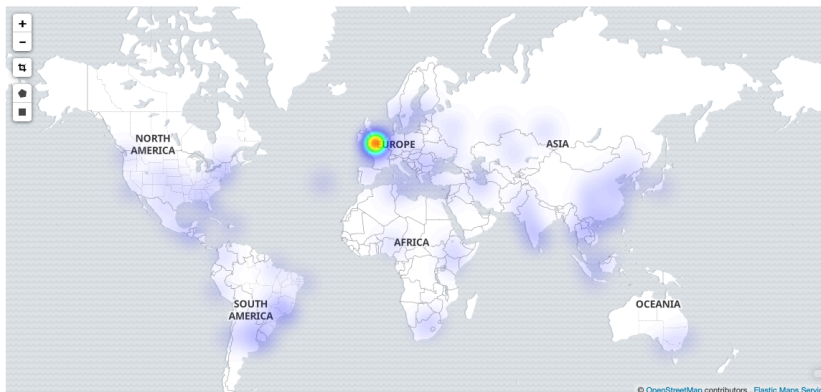 +
−
NORTH
AMERICA
EUROPE
ASIA
AFRICA
SOUTH
AMERICA
OCEANIA
© OpenStreetMap contributors , Elastic Maps Servic